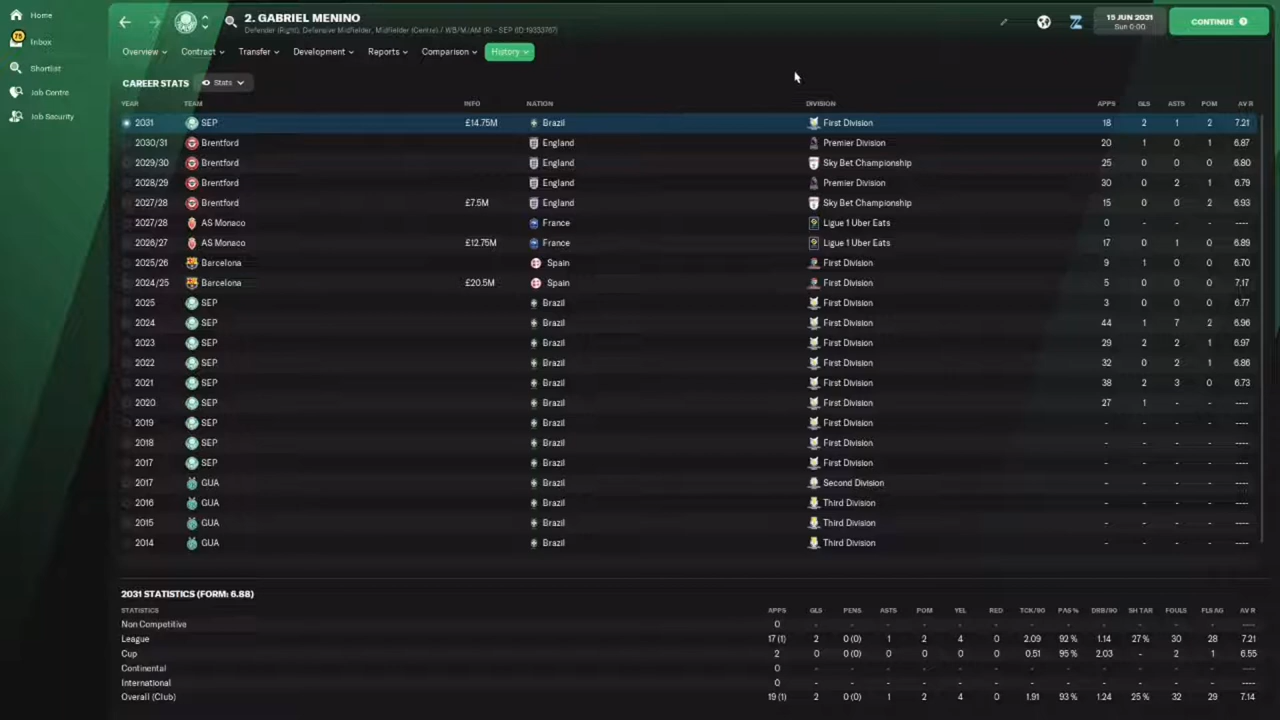 Home
75
Inbox
Shortlist
Job Centre
Job Security
2. GABRIEL MENINO
Defender (Right), Defensive Midfielder, Midfielder (Centre) / WB/M/AM (R) - SEP (ID:19333767)
15 JUN 2031
Sun 0:00
CONTINUE
Overview Contract Transfer Development Reports Comparison History
CAREER STATS Stats
YEAR TEAM INFO NATION DIVISION APPS GLS ASTS POM AV R
2031 SEP £14.75M Brazil First Division 18 2 1 2 7.21
2030/31 Brentford England Premier Division 20 1 0 1 6.87
2029/30 Brentford England Sky Bet Championship 25 0 0 0 6.80
2028/29 Brentford England Premier Division 30 0 2 1 6.79
2027/28 Brentford £7.5M England Sky Bet Championship 15 0 0 2 6.93
2027/28 AS Monaco France Ligue 1 Uber Eats 0 - - - ----
2026/27 AS Monaco £12.75M France Ligue 1 Uber Eats 17 0 1 0 6.89
2025/26 Barcelona Spain First Division 9 1 0 0 6.70
2024/25 Barcelona £20.5M Spain First Division 5 0 0 0 7.17
2025 SEP Brazil First Division 3 0 0 0 6.77
2024 SEP Brazil First Division 44 1 7 2 6.96
2023 SEP Brazil First Division 29 2 2 1 6.97
2022 SEP Brazil First Division 32 0 2 1 6.86
2021 SEP Brazil First Division 38 2 3 0 6.73
2020 SEP Brazil First Division 27 1 - - ----
2019 SEP Brazil First Division - - - - ----
2018 SEP Brazil First Division - - - - ----
2017 SEP Brazil First Division - - - - ----
2017 GUA Brazil Second Division - - - - ----
2016 GUA Brazil Third Division - - - - ----
2015 GUA Brazil Third Division - - - - ----
2014 GUA Brazil Third Division - - - - ----
2031 STATISTICS (FORM: 6.88)
STATISTICS APPS GLS PENS ASTS POM YEL RED TCK/90 PAS % DRB/90 SH TAR FOULS FLS AG AV R
Non Competitive 0 - - - - - - - - - - - - ----
League 17 (1) 2 0 (0) 1 2 4 0 2.09 92 % 1.14 27 % 30 28 7.21
Cup 2 0 0 (0) 0 0 0 0 0.51 95 % 2.03 - 2 1 6.55
Continental 0 - - - - - - - - - - - - ----
International 0 - - - - - - - - - - - - ----
Overall (Club) 19 (1) 2 0 (0) 1 2 4 0 1.91 93 % 1.24 25 % 32 29 7.14